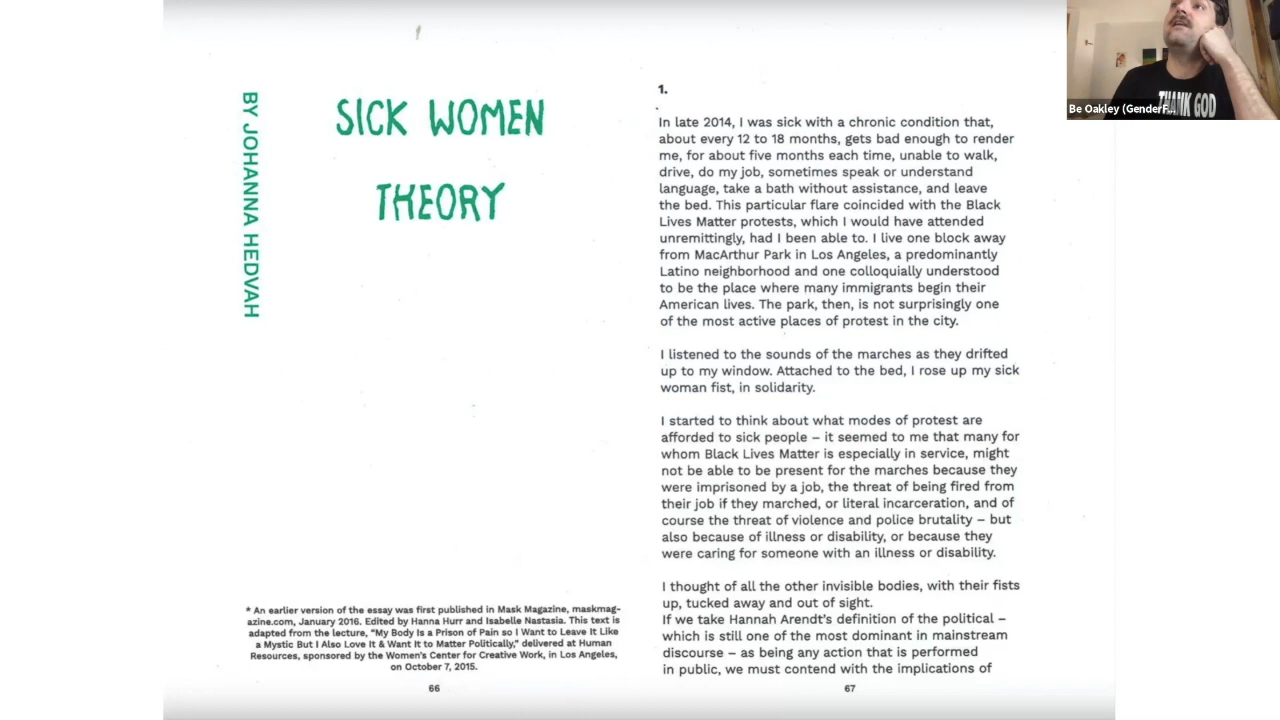 BY JOHANNA HEDVAH
SICK WOMEN
THEORY
* An earlier version of the essay was first published in Mask Magazine, maskmag-
azine.com, January 2016. Edited by Hanna Hurr and Isabelle Nastasia. This text is
adapted from the lecture, "My Body Is a Prison of Pain so I Want to Leave It Like
a Mystic But I Also Love It & Want It to Matter Politically," delivered at Human
Resources, sponsored by the Women's Center for Creative Work, in Los Angeles,
on October 7, 2015.
66
1.
In late 2014, I was sick with a chronic condition that,
about every 12 to 18 months, gets bad enough to render
me, for about five months each time, unable to walk,
drive, do my job, sometimes speak or understand
language, take a bath without assistance, and leave
the bed. This particular flare coincided with the Black
Lives Matter protests, which I would have attended
unremittingly, had I been able to. I live one block away
from MacArthur Park in Los Angeles, a predominantly
Latino neighborhood and one colloquially understood
to be the place where many immigrants begin their
American lives. The park, then, is not surprisingly one
of the most active places of protest in the city.
I listened to the sounds of the marches as they drifted
up to my window. Attached to the bed, I rose up my sick
woman fist, in solidarity.
I started to think about what modes of protest are
afforded to sick people – it seemed to me that many for
whom Black Lives Matter is especially in service, might
not be able to be present for the marches because they
were imprisoned by a job, the threat of being fired from
their job if they marched, or literal incarceration, and of
course the threat of violence and police brutality – but
also because of illness or disability, or because they
were caring for someone with an illness or disability.
I thought of all the other invisible bodies, with their fists
up, tucked away and out of sight.
If we take Hannah Arendt's definition of the political –
which is still one of the most dominant in mainstream
discourse – as being any action that is performed
in public, we must contend with the implications of
67
THANK GOD
Be Oakley (GenderF...